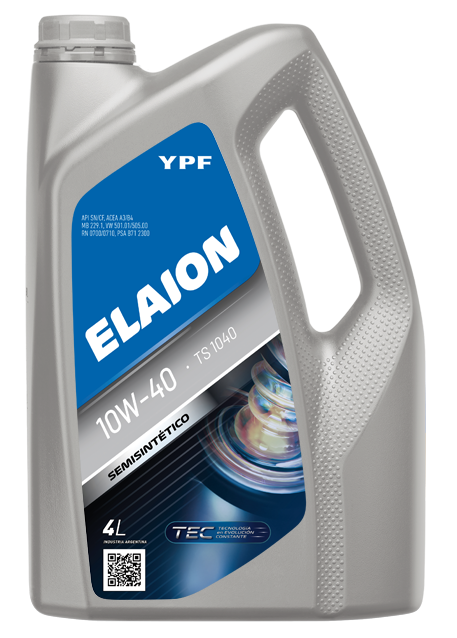 YPF
API SN/CF, ACEA A3/B4
MB 229.1, VW 501.01/505.00
RN 0700/0710, PSA B71 2300
ELAION
10W-40 · TS 1040
SEMISINTÉTICO
4L
INDUSTRIA ARGENTINA
TEC
TECNOLOGÍA
en EVOLUCIÓN
CONSTANTE